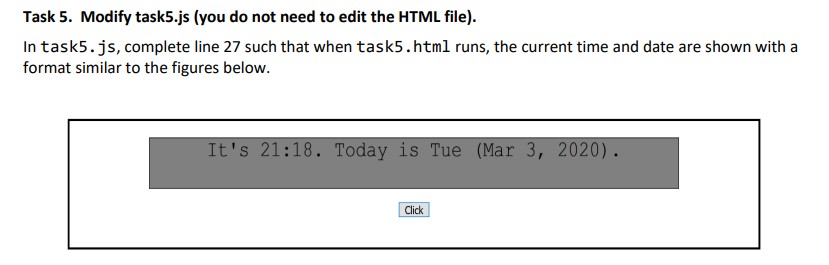 Task 5. Modify task5.js (you do not need to edit the HTML file).
In task5.js, complete line 27 such that when task5.html runs, the current time and date are shown with a
format similar to the figures below.
It's 21:18. Today is Tue (Mar 3, 2020).
Click